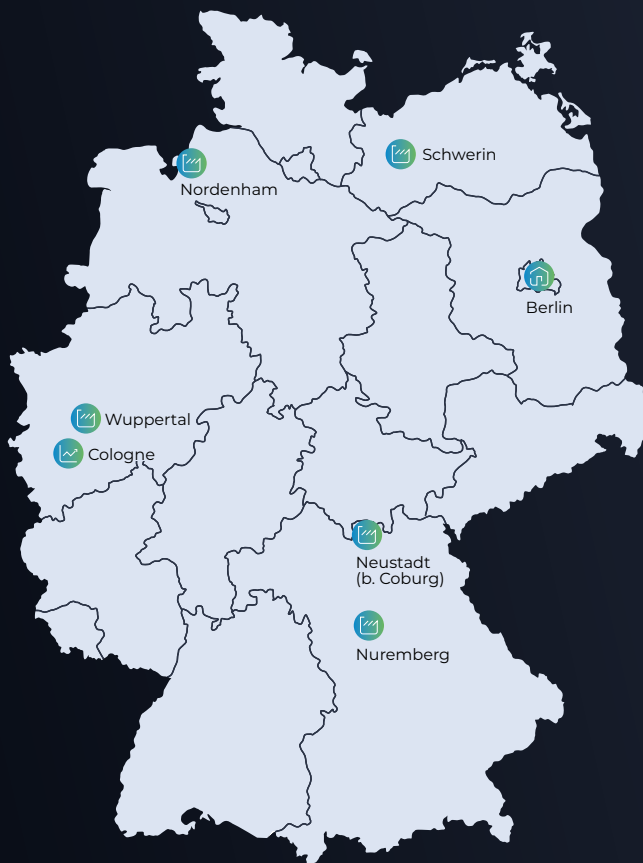 Schwerin
Nordenham
Berlin
Wuppertal
Cologne
Neustadt
(b. Coburg)
Nuremberg